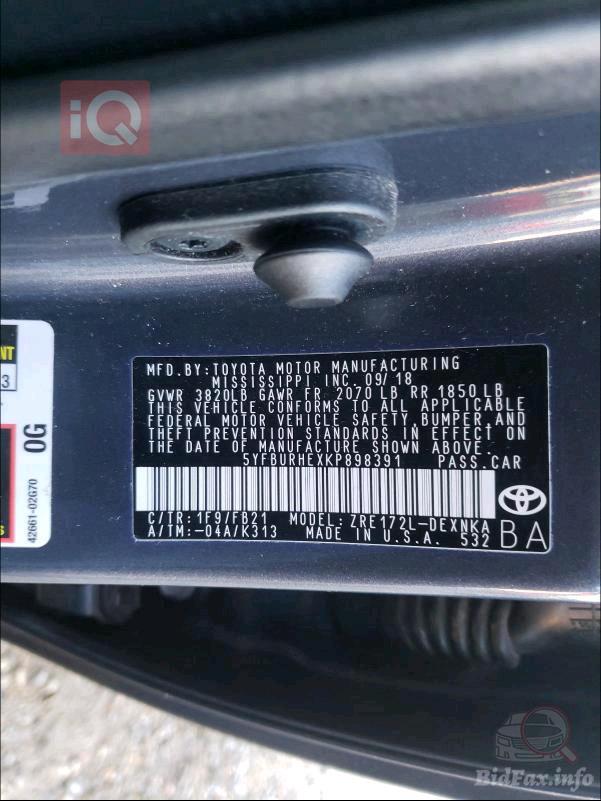 iQ
NT
3
OG
42661-02G70
S
MFD.BY:TOYOTA MOTOR MANUFACTURING
MISSISSIPPI INC. 09/18
GVWR 3820LB GAWR FR 2070 LB RR 1850 LB
THIS VEHICLE CONFORMS TO ALL APPLICABLE
FEDERAL MOTOR VEHICLE SAFETY,BUMPER,AND
THEFT PREVENTION STANDARDS IN EFFECT ON
THE DATE OF MANUFACTURE SHOWN ABOVE.
5YFBURHEXKP898391 PASS.CAR
C/TR:1F9/FB21 MODEL:ZRE172L-DEXNKA
A/TM:-04A/K313 MADE IN U.S.A. 532
BA
BidFax.info